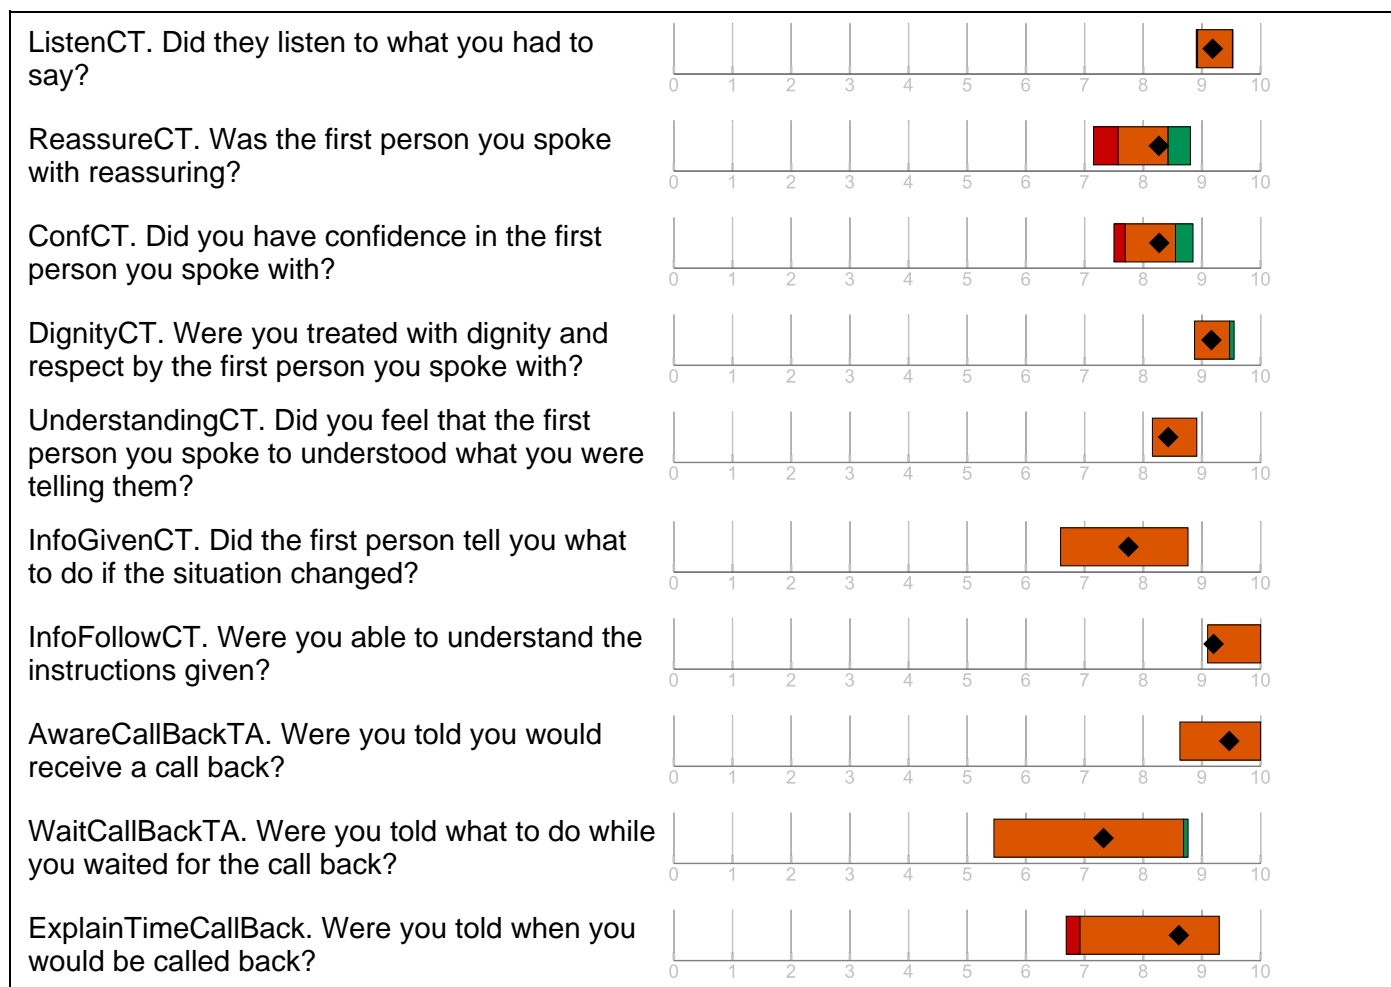 ListenCT. Did they listen to what you had to
say?
0 1 2 3 4 5 6 7 8 9 10
ReassureCT. Was the first person you spoke
with reassuring?
0 1 2 3 4 5 6 7 8 9 10
ConfCT. Did you have confidence in the first
person you spoke with?
0 1 2 3 4 5 6 7 8 9 10
DignityCT. Were you treated with dignity and
respect by the first person you spoke with?
0 1 2 3 4 5 6 7 8 9 10
UnderstandingCT. Did you feel that the first
person you spoke to understood what you were
telling them?
0 1 2 3 4 5 6 7 8 9 10
InfoGivenCT. Did the first person tell you what
to do if the situation changed?
0 1 2 3 4 5 6 7 8 9 10
InfoFollowCT. Were you able to understand the
instructions given?
0 1 2 3 4 5 6 7 8 9 10
AwareCallBackTA. Were you told you would
receive a call back?
0 1 2 3 4 5 6 7 8 9 10
WaitCallBackTA. Were you told what to do while
you waited for the call back?
0 1 2 3 4 5 6 7 8 9 10
ExplainTimeCallBack. Were you told when you
would be called back?
0 1 2 3 4 5 6 7 8 9 10